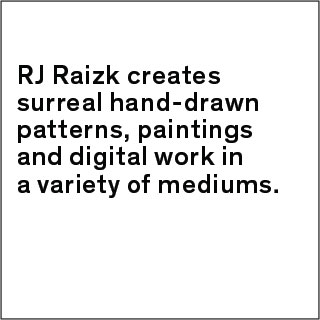 RJ Raizk creates
surreal hand-drawn
patterns, paintings
and digital work in
a variety of mediums.